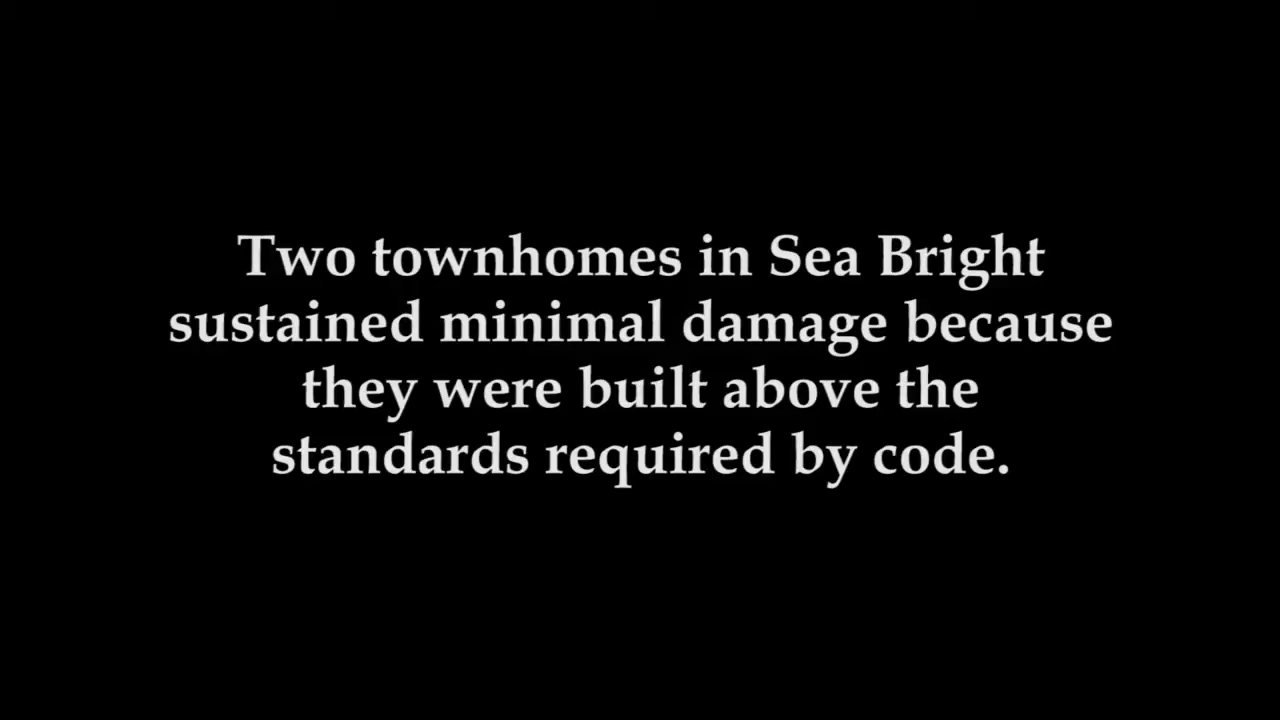 Two townhomes in Sea Bright
sustained minimal damage because
they were built above the
standards required by code.